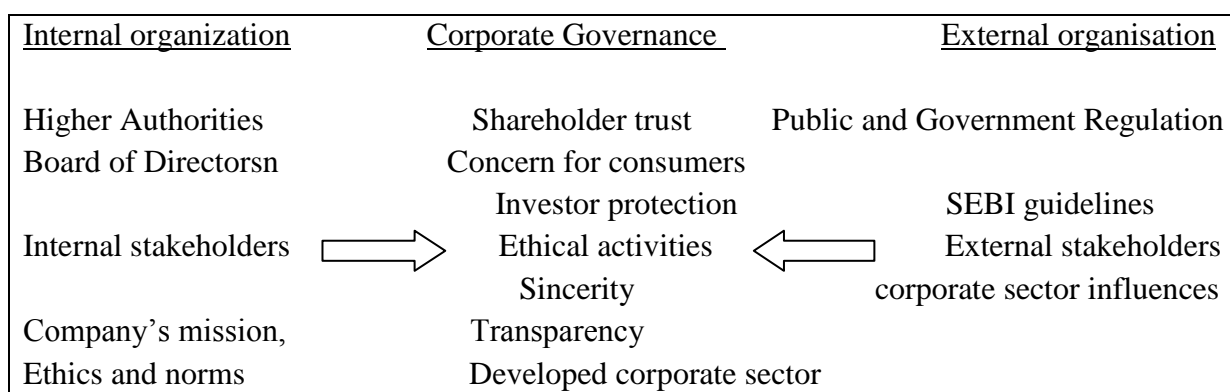 Internal organization Corporate Governance External organisation
Higher Authorities Shareholder trust Public and Government Regulation
Board of Directorsn Concern for consumers
Investor protection SEBI guidelines
Internal stakeholders Ethical activities External stakeholders
Sincerity corporate sector influences
Company’s mission, Transparency
Ethics and norms Developed corporate sector